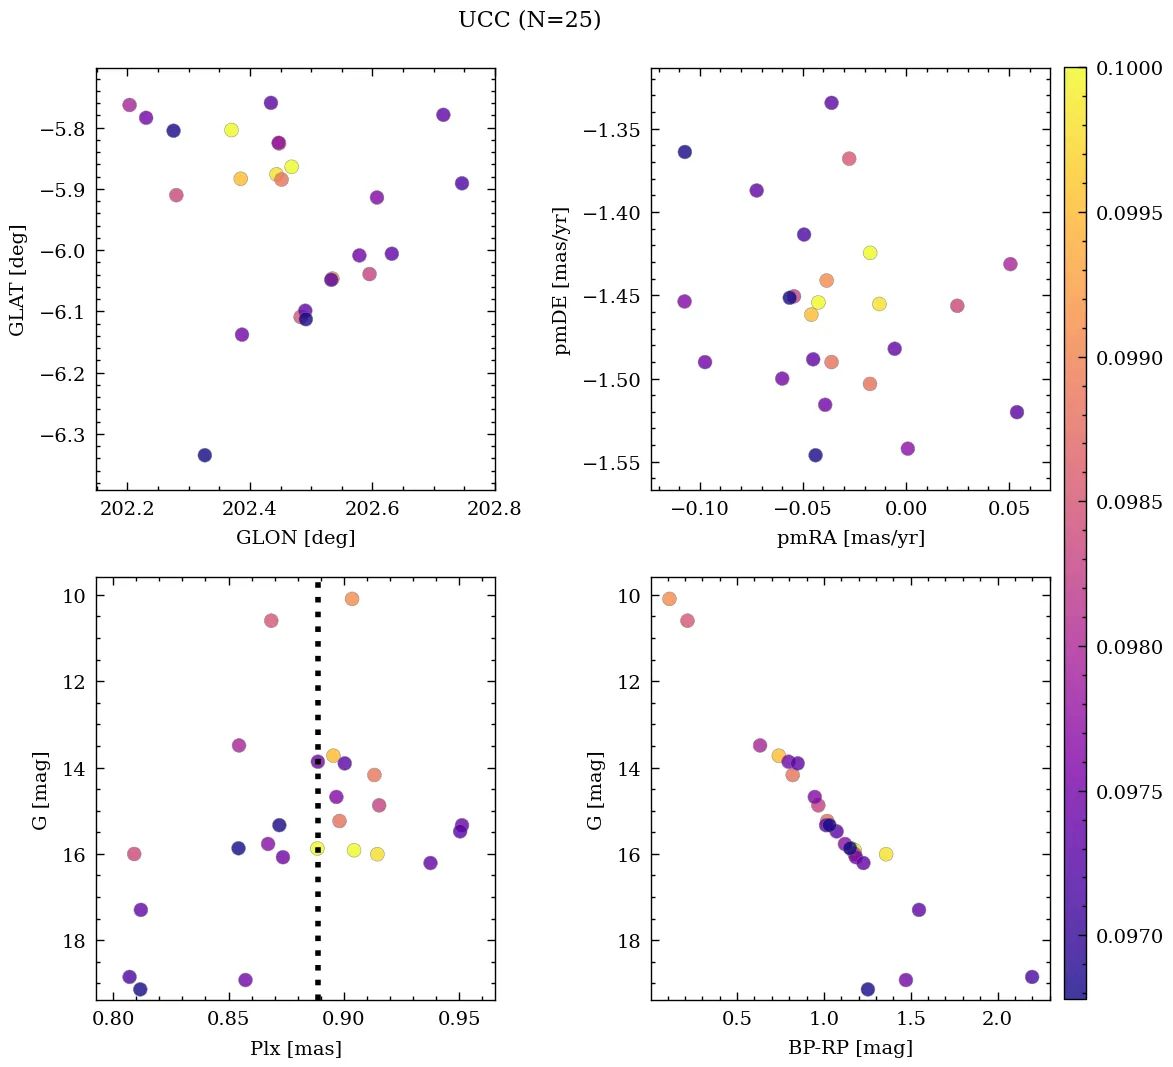 UCC (N=25)
−5.8
−5.9
−6.0
−6.1
−6.2
−6.3
GLAT [deg]
202.2 202.4 202.6 202.8
GLON [deg]
−1.35
−1.40
−1.45
−1.50
−1.55
pmDE [mas/yr]
−0.10 −0.05 0.00 0.05
pmRA [mas/yr]
10
12
14
16
18
G [mag]
0.80 0.85 0.90 0.95
Plx [mas]
10
12
14
16
18
G [mag]
0.5 1.0 1.5 2.0
BP-RP [mag]
0.1000
0.0995
0.0990
0.0985
0.0980
0.0975
0.0970